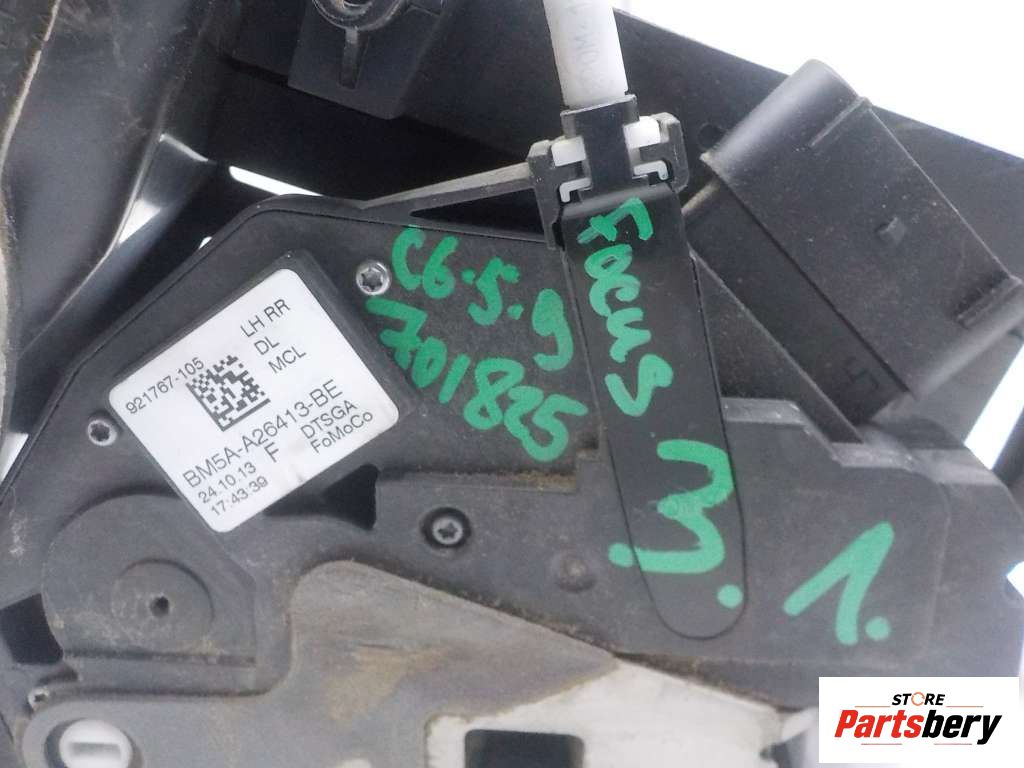 921767-105
LH RR
DL
MCL
BM5A-A26413-BE
24.10.13 F DTSGA
17:43:39 FoMoCo
C6.5.9
701825
Focus 3.
1.
STORE
Partsbery